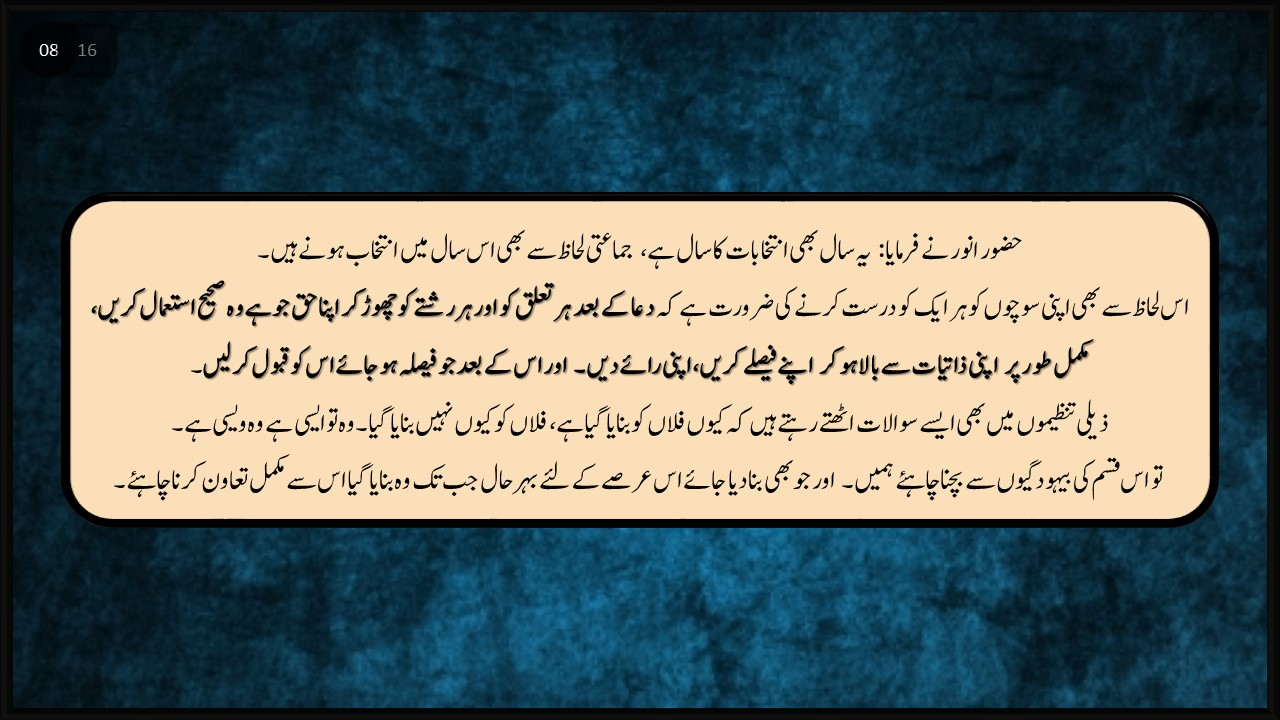 08 16
حضور انور نے فرمایا: یہ سال بھی انتخابات کا سال ہے، جماعتی لحاظ سے بھی اس سال میں انتخاب ہونے ہیں۔
اس لحاظ سے بھی اپنی سوچوں کو ہر ایک کو درست کرنے کی ضرورت ہے کہ دعا کے بعد ہر تعلق کو اور ہر رشتے کو چھوڑ کر اپنا حق جو ہے وہ صحیح استعمال کریں،
مکمل طور پر اپنی ذاتیات سے بالا ہو کر اپنے فیصلے کریں، اپنی رائے دیں۔ اور اس کے بعد جو فیصلہ ہو جائے اس کو قبول کر لیں۔
ذیلی تنظیموں میں بھی ایسے سوالات اٹھتے رہتے ہیں کہ کیوں فلاں کو بنایا گیا ہے، فلاں کو کیوں نہیں بنایا گیا۔ وہ تو ایسی ہے وہ ویسی ہے۔
تو اس قسم کی بیہودگیوں سے بچنا چاہئے ہمیں۔ اور جو بھی بنا دیا جائے اس عرصے کے لئے بہرحال جب تک وہ بنایا گیا اس سے مکمل تعاون کرنا چاہئے۔